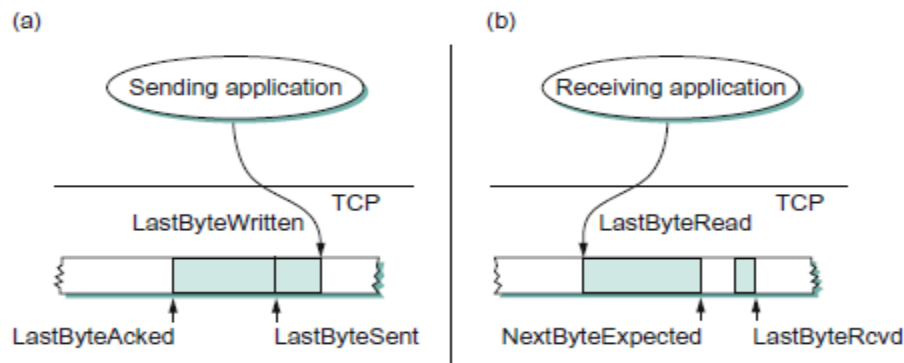 (a)
Sending application
TCP
LastByteWritten
LastByteAcked
LastByteSent
(b)
Receiving application
TCP
LastByteRead
NextByteExpected
LastByteRcvd